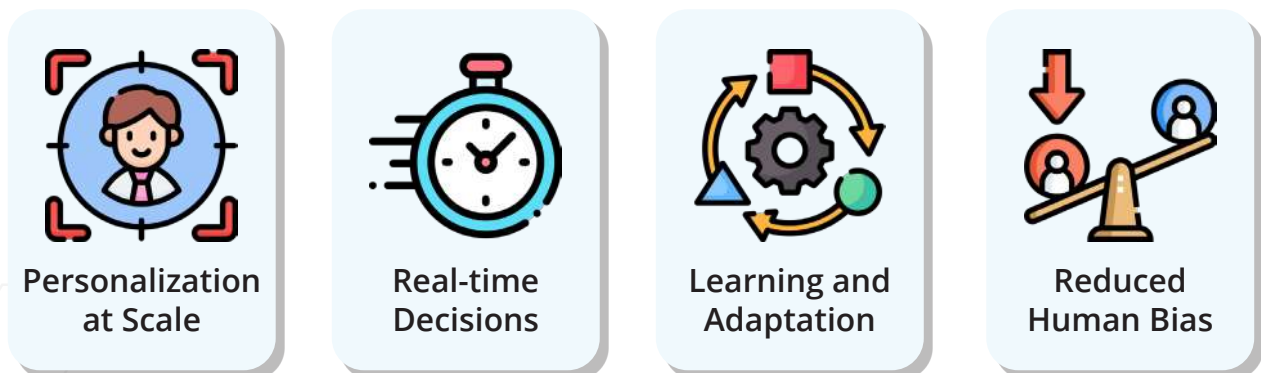 Personalization
at Scale
Real-time
Decisions
Learning and
Adaptation
Reduced
Human Bias